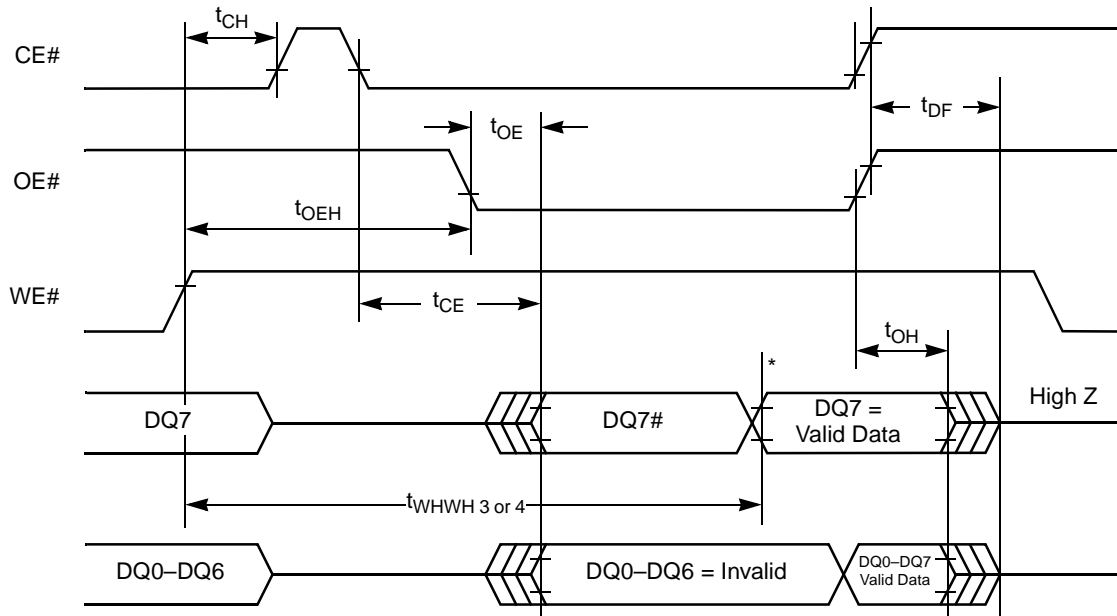 tCH
CE#
tDF
tOE
OE#
tOEH
WE#
tCE
tOH
*
High Z
DQ7
DQ7#
DQ7 =
Valid Data
tWHWH 3 or 4
DQ0–DQ6
DQ0–DQ6 = Invalid
DQ0–DQ7
Valid Data